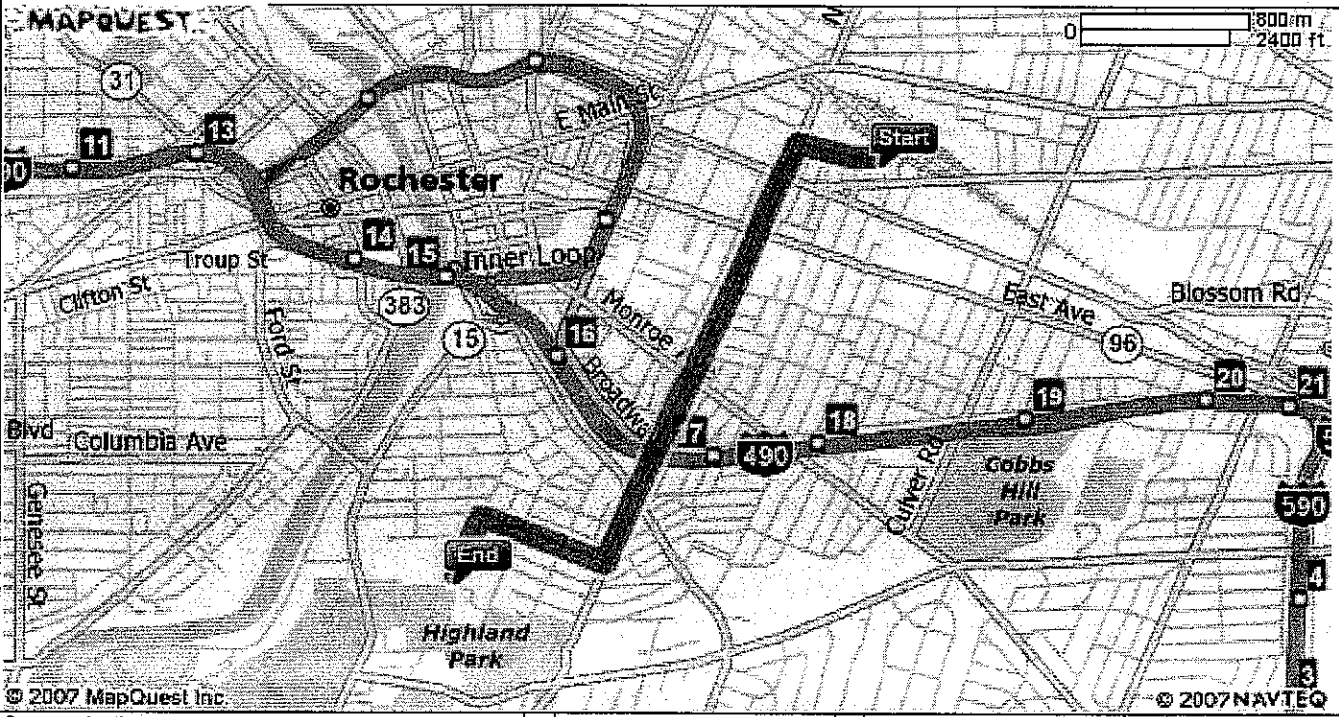 MAPQUEST
800 m
0
2400 ft
31
11
13
E Main St
Start
Rochester
14
15
Inner Loop
Troup St
Clifton St
383
15
16
Monroe
Ford St
Broadway
East Ave
Blossom Rd
96
20
21
19
18
7
490
Blvd
Columbia Ave
Culver Rd
Cobbs
Hill
Park
590
Genesee St
End
4
Highland
Park
3
© 2007 MapQuest Inc.
© 2007 NAVTEQ